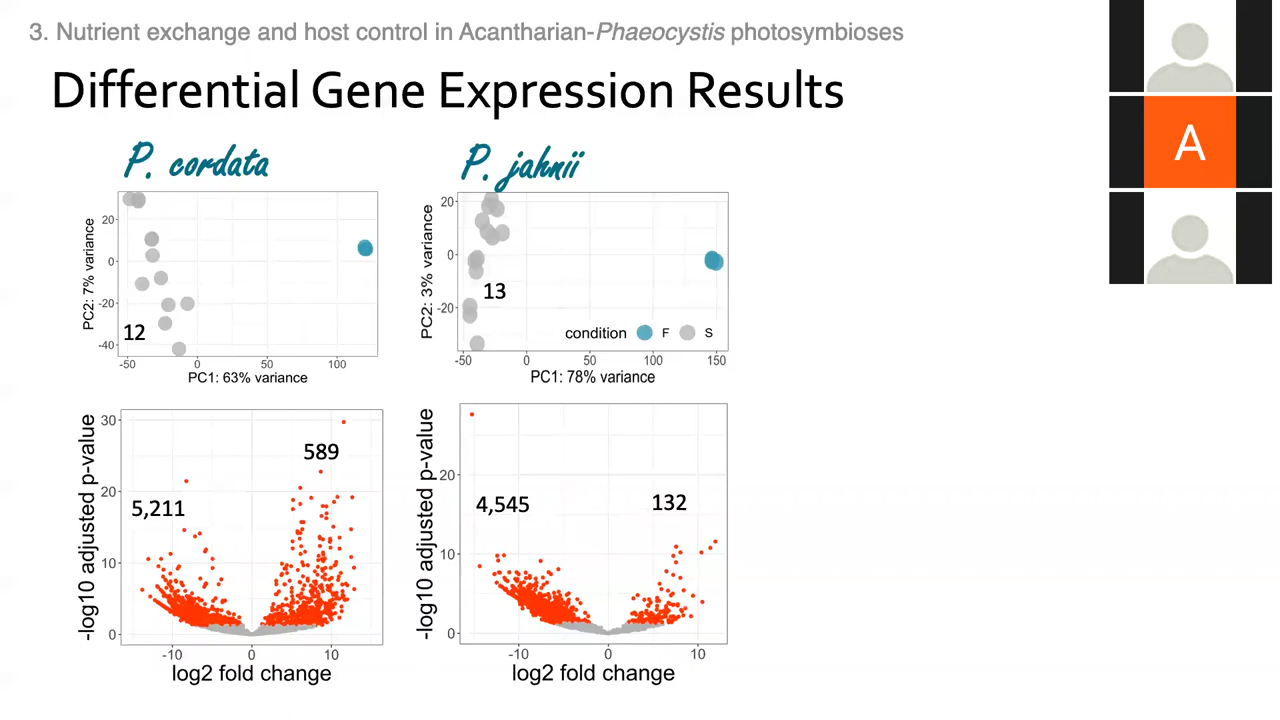 3. Nutrient exchange and host control in Acantharian-Phaeocystis photosymbioses
Differential Gene Expression Results
A
P. cordata
P. jahnii
PC2: 7% variance
20
0
-20
-40
12
-50
0
50
100
PC1: 63% variance
PC2: 3% variance
20
0
-20
13
condition F S
-50
0
50
100
150
PC1: 78% variance
-log10 adjusted p-value
30
20
10
0
589
5,211
-10
0
10
log2 fold change
-log10 adjusted p-value
20
10
0
4,545
132
-10
0
10
log2 fold change